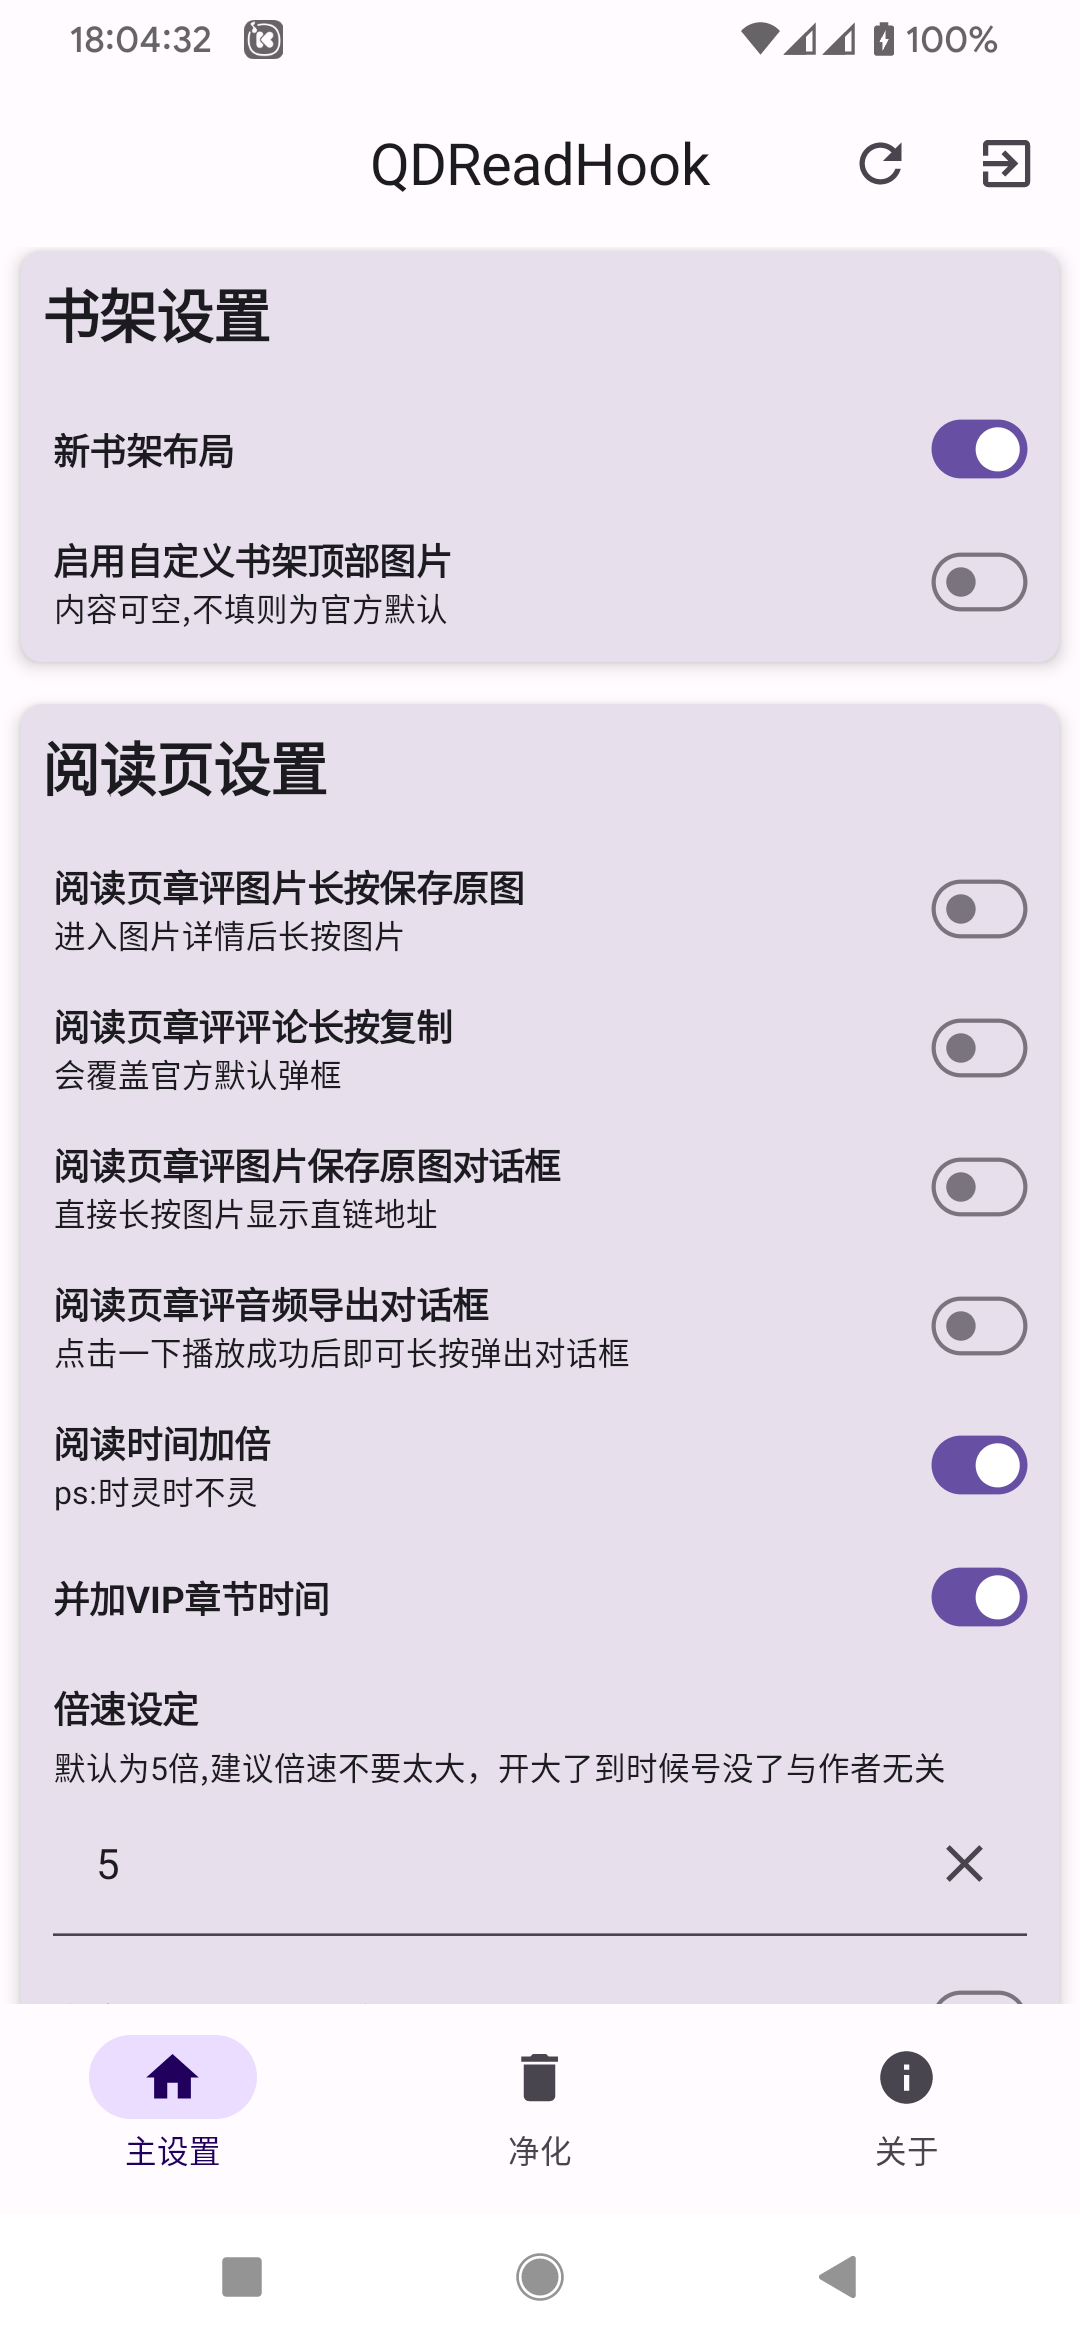 18:04:32
100%
QDReadHook
书架设置
新书架布局
启用自定义书架顶部图片
内容可空,不填则为官方默认
阅读页设置
阅读页章评图片长按保存原图
进入图片详情后长按图片
阅读页章评评论长按复制
会覆盖官方默认弹框
阅读页章评图片保存原图对话框
直接长按图片显示直链地址
阅读页章评音频导出对话框
点击一下播放成功后即可长按弹出对话框
阅读时间加倍
ps:时灵时不灵
并加VIP章节时间
倍速设定
默认为5倍,建议倍速不要太大，开大了到时候号没了与作者无关
5
主设置
净化
关于